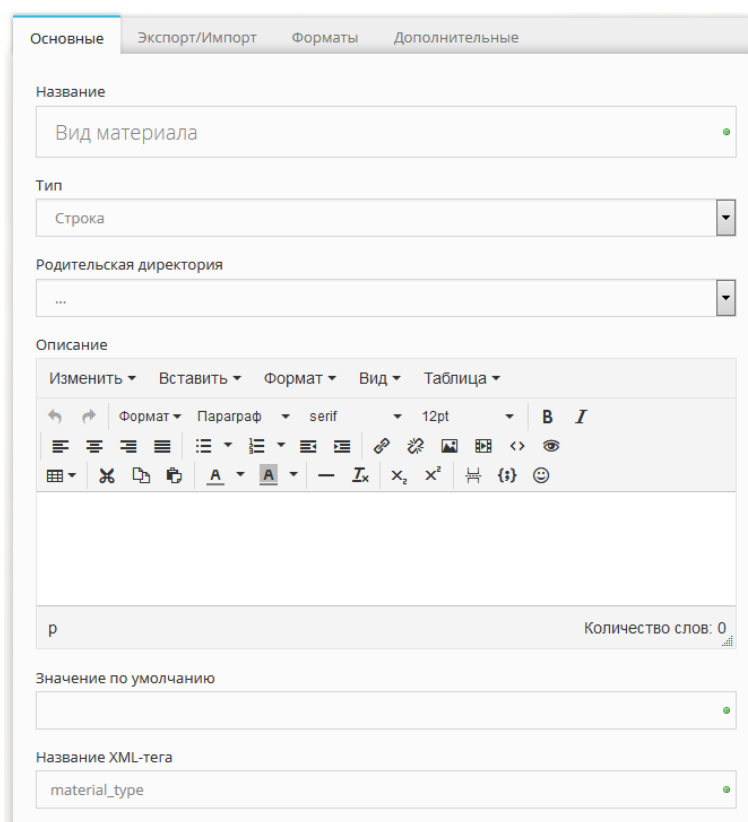 Основные Экспорт/Импорт Форматы Дополнительные
Название
Вид материала
Тип
Строка
Родительская директория
...
Описание
Изменить Вставить Формат Вид Таблица
Формат Параграф serif 12pt B I
p Количество слов: 0
Значение по умолчанию
Название XML-тега
material_type